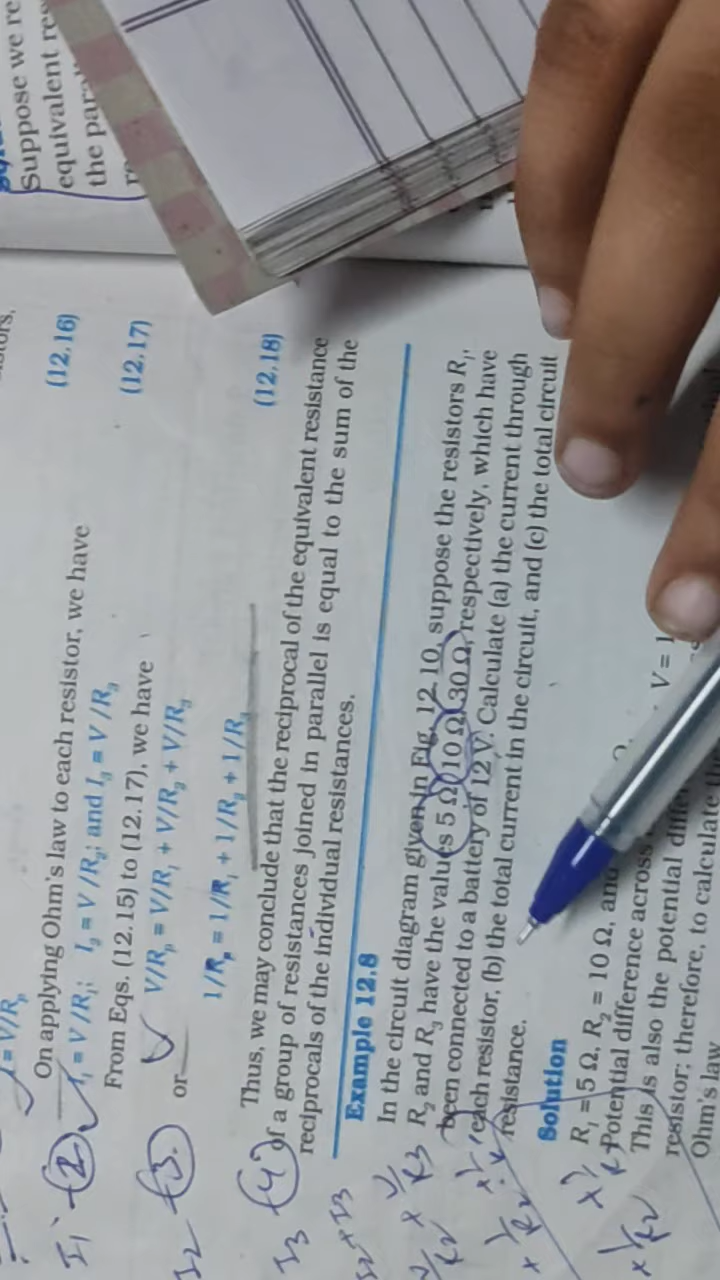 Suppose we re
equivalent re
the par
On applying Ohm's law to each resistor, we have
I₁ = V /R₁; I₂ = V /R₂; and I₃ = V /R₃ (12.16)
From Eqs. (12.15) to (12.17), we have (12.17)
V/Rₚ = V/R₁ + V/R₂ + V/R₃
or
1/Rₚ = 1/R₁ + 1/R₂ + 1/R₃ (12.18)
Thus, we may conclude that the reciprocal of the equivalent resistance
of a group of resistances joined in parallel is equal to the sum of the
reciprocals of the individual resistances.
Example 12.8
In the circuit diagram given in Fig. 12.10, suppose the resistors R₁,
R₂ and R₃ have the values 5 Ω, 10 Ω, 30 Ω, respectively, which have
been connected to a battery of 12 V. Calculate (a) the current through
each resistor, (b) the total current in the circuit, and (c) the total circuit
resistance.
Solution
R₁ = 5 Ω, R₂ = 10 Ω, and
Potential difference across V = 1
This is also the potential diffe
resistor; therefore, to calculate the
Ohm's law
I₁
I₂
I₃